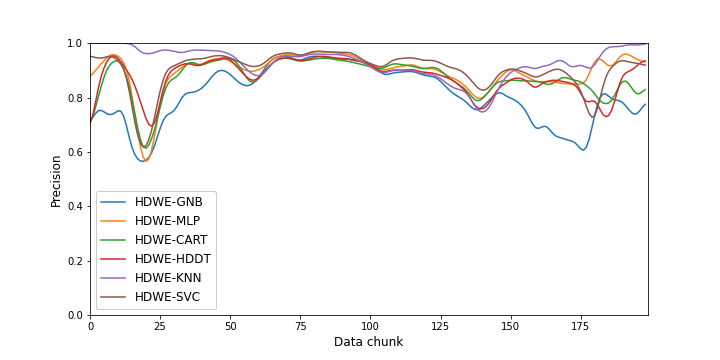 1.0
0.8
0.6
0.4
0.2
0.0
Precision
HDWE-GNB
HDWE-MLP
HDWE-CART
HDWE-HDDT
HDWE-KNN
HDWE-SVC
0 25 50 75 100 125 150 175
Data chunk